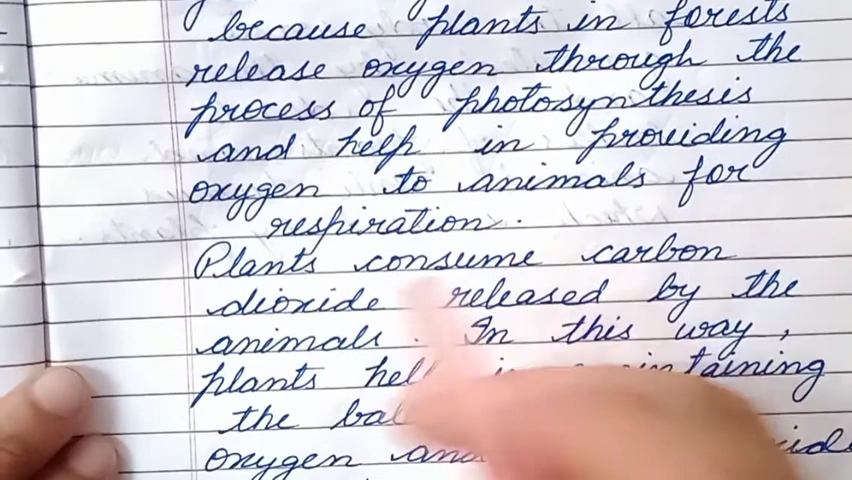 because plants in forests
release oxygen through the
process of photosynthesis
and help in providing
oxygen to animals for
respiration.
Plants consume carbon
dioxide released by the
animals. In this way,
plants
the
oxygen